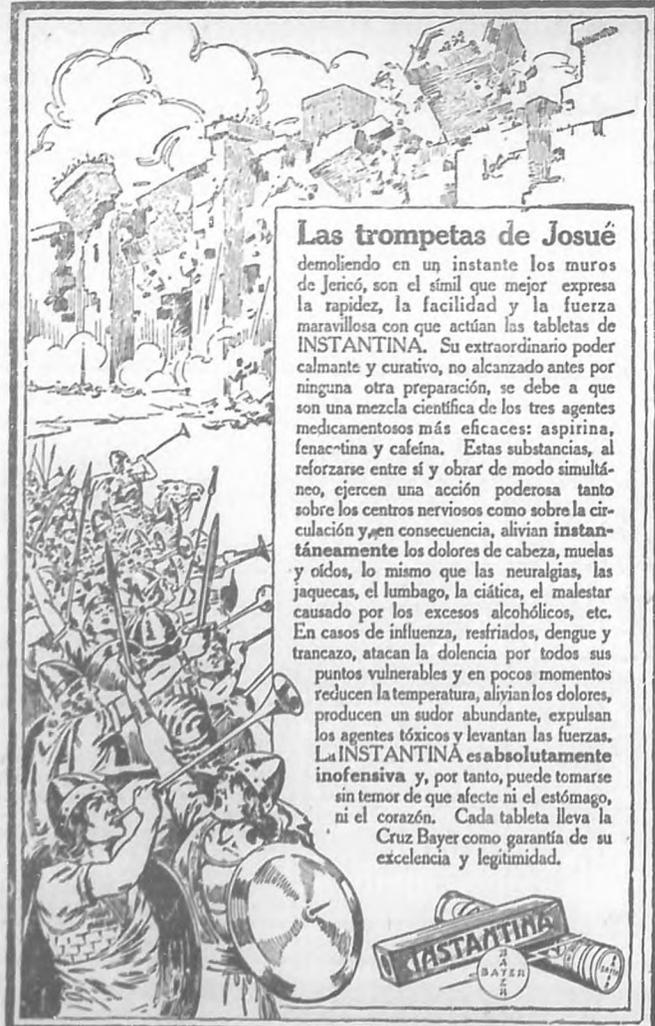 Las trompetas de Josué
demoliendo en un instante los muros
de Jericó, son el símil que mejor expresa
la rapidez, la facilidad y la fuerza
maravillosa con que actúan las tabletas de
INSTANTINA. Su extraordinario poder
calmante y curativo, no alcanzado antes por
ninguna otra preparación, se debe a que
son una mezcla científica de los tres agentes
medicamentosos más eficaces: aspirina,
fenacetina y cafeína. Estas substancias, al
reforzarse entre sí y obrar de modo simultá-
neo, ejercen una acción poderosa tanto
sobre los centros nerviosos como sobre la cir-
culación y, en consecuencia, alivian instan-
táneamente los dolores de cabeza, muelas
y oídos, lo mismo que las neuralgias, las
jaquecas, el lumbago, la ciática, el malestar
causado por los excesos alcohólicos, etc.
En casos de influenza, resfriados, dengue y
trancazo, atacan la dolencia por todos sus
puntos vulnerables y en pocos momentos
reducen la temperatura, alivian los dolores,
producen un sudor abundante, expulsan
los agentes tóxicos y levantan las fuerzas.
La INSTANTINA es absolutamente
inofensiva y, por tanto, puede tomarse
sin temor de que afecte ni el estómago,
ni el corazón. Cada tableta lleva la
Cruz Bayer como garantía de su
excelencia y legitimidad.
INSTANTINA
BAYER